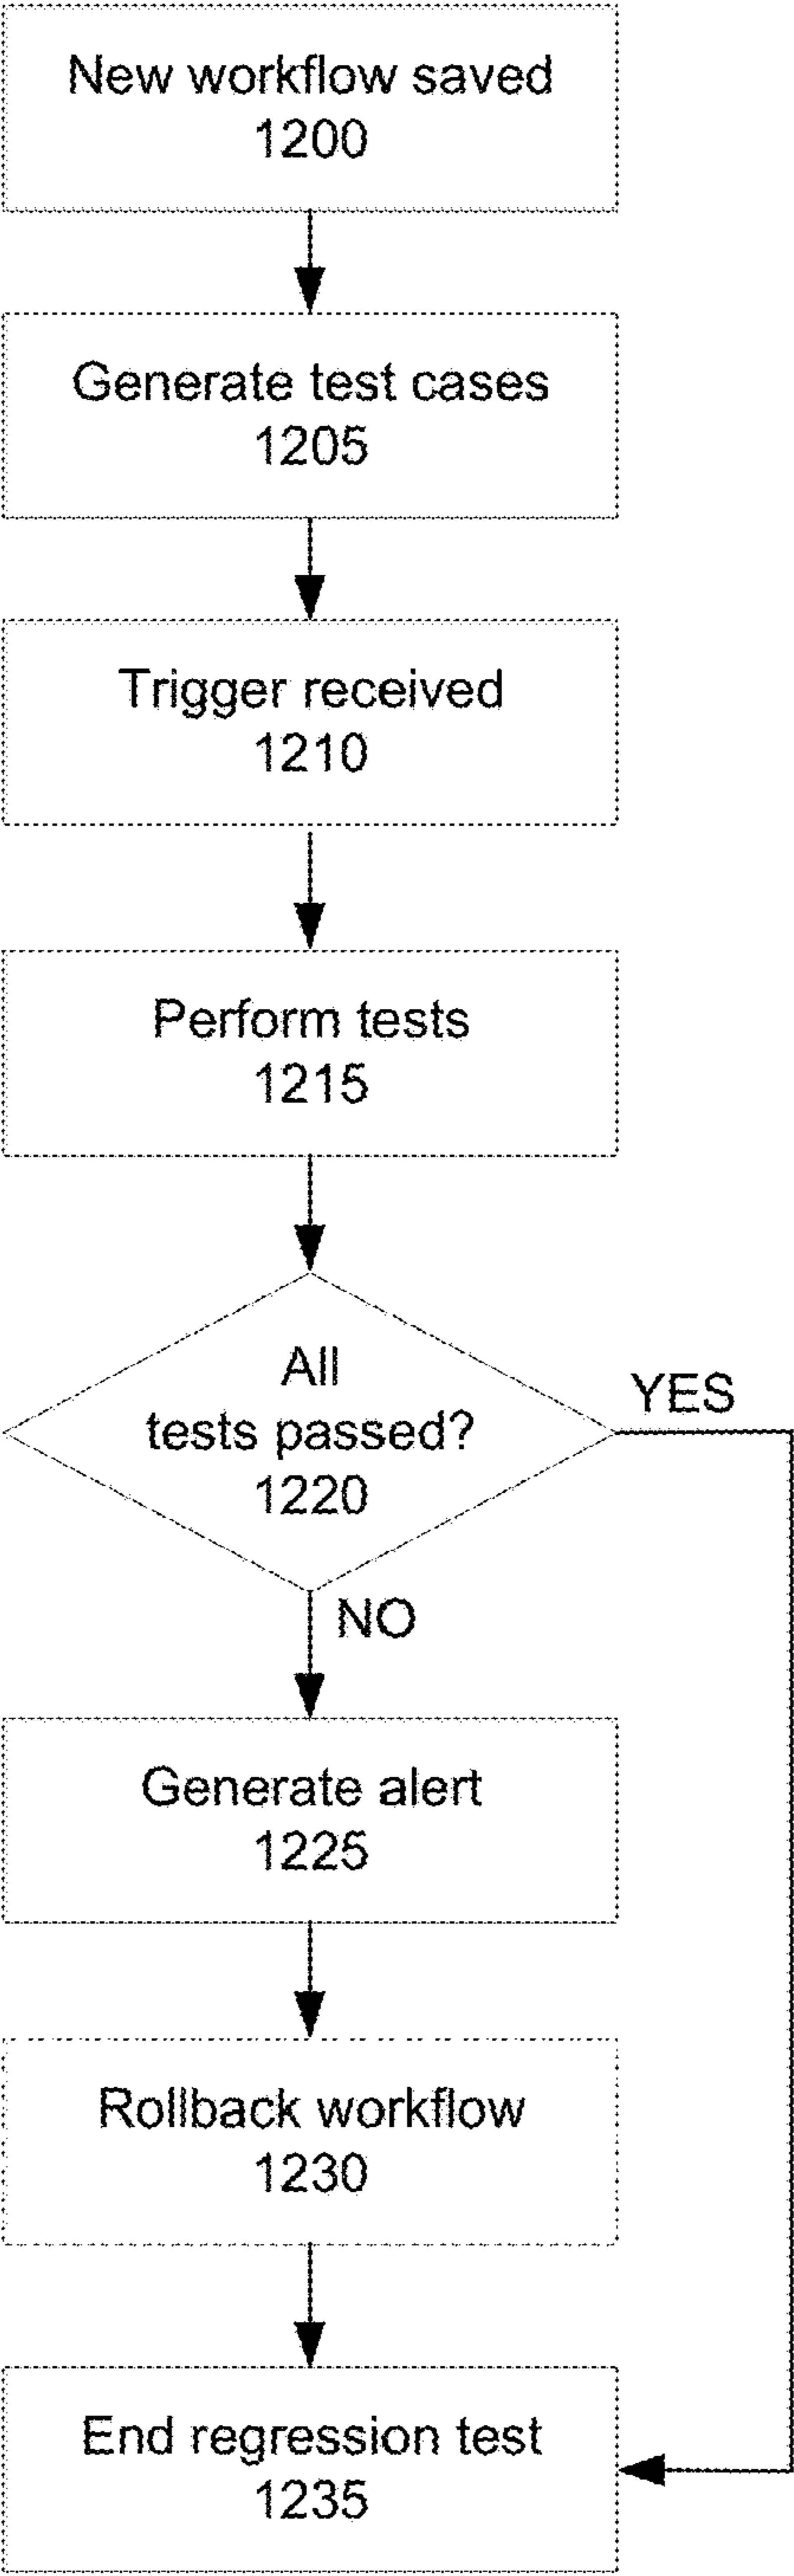 New workflow saved
1200
Generate test cases
1205
Trigger received
1210
Perform tests
1215
All
tests passed?
1220
YES
NO
Generate alert
1225
Rollback workflow
1230
End regression test
1235